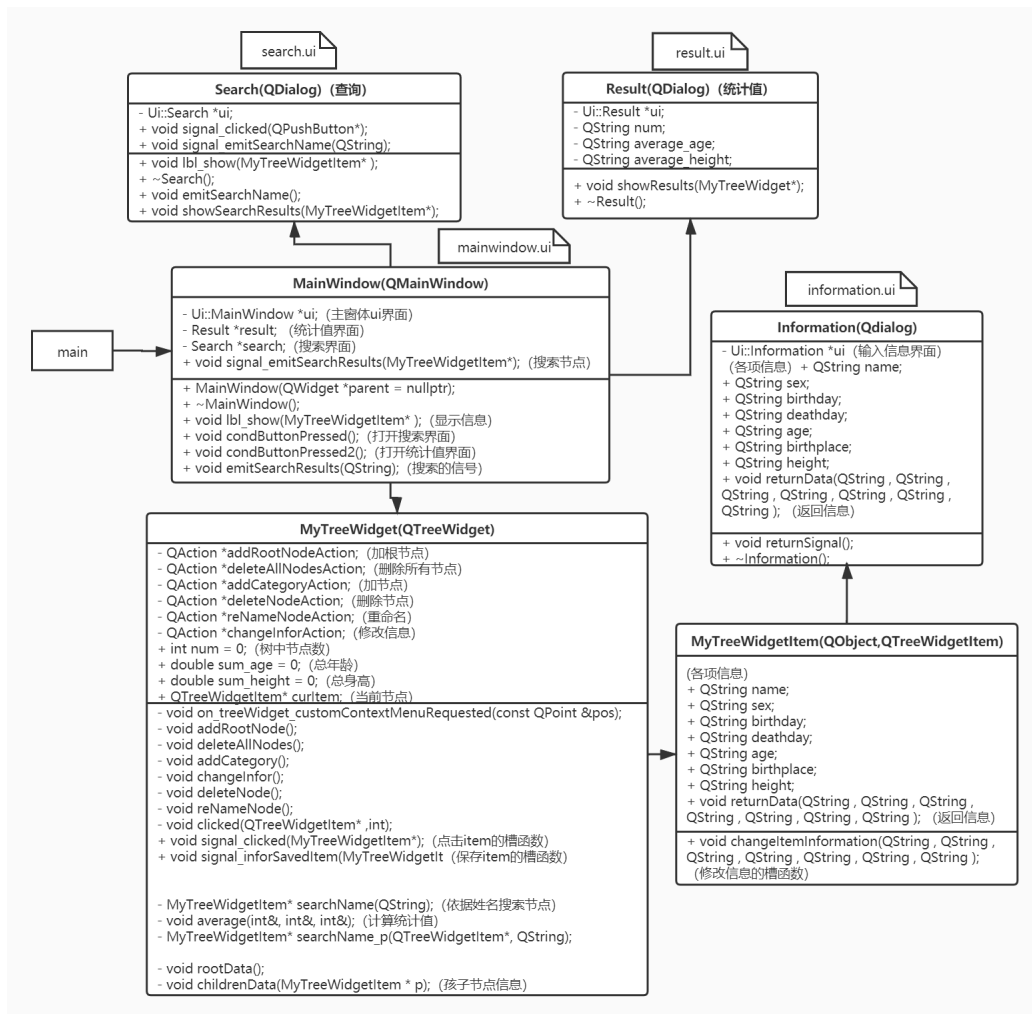 search.ui
Search(QDialog)（查询）
- Ui::Search *ui;
+ void signal_clicked(QPushButton*);
+ void signal_emitSearchName(QString);
+ void lbl_show(MyTreeWidgetItem* );
+ ~Search();
+ void emitSearchName();
+ void showSearchResults(MyTreeWidgetItem*);
result.ui
Result(QDialog)（统计值）
- Ui::Result *ui;
- QString num;
- QString average_age;
- QString average_height;
+ void showResults(MyTreeWidget*);
+ ~Result();
mainwindow.ui
MainWindow(QMainWindow)
- Ui::MainWindow *ui;（主窗体ui界面）
- Result *result; （统计值界面）
- Search *search;（搜索界面）
+ void signal_emitSearchResults(MyTreeWidgetItem*);（搜索节点）
+ MainWindow(QWidget *parent = nullptr);
+ ~MainWindow();
+ void lbl_show(MyTreeWidgetItem* );（显示信息）
+ void condButtonPressed();（打开搜索界面）
+ void condButtonPressed2();（打开统计值界面）
+ void emitSearchResults(QString);（搜索的信号）
main
information.ui
Information(Qdialog)
- Ui::Information *ui （输入信息界面）
（各项信息）+ QString name;
+ QString sex;
+ QString birthday;
+ QString deathday;
+ QString age;
+ QString birthplace;
+ QString height;
+ void returnData(QString , QString ,
QString , QString , QString , QString ,
QString ); （返回信息）
+ void returnSignal();
+ ~Information();
MyTreeWidget(QTreeWidget)
- QAction *addRootNodeAction;（加根节点）
- QAction *deleteAllNodesAction;（删除所有节点）
- QAction *addCategoryAction;（加节点）
- QAction *deleteNodeAction;（删除节点）
- QAction *reNameNodeAction;（重命名）
- QAction *changeInforAction;（修改信息）
+ int num = 0;（树中节点数）
+ double sum_age = 0;（总年龄）
+ double sum_height = 0;（总身高）
+ QTreeWidgetItem* curItem;（当前节点）
- void on_treeWidget_customContextMenuRequested(const QPoint &pos);
- void addRootNode();
- void deleteAllNodes();
- void addCategory();
- void changeInfor();
- void deleteNode();
- void reNameNode();
- void clicked(QTreeWidgetItem* ,int);
+ void signal_clicked(MyTreeWidgetItem*);（点击item的槽函数）
+ void signal_inforSavedItem(MyTreeWidgetIt（保存item的槽函数）
- MyTreeWidgetItem* searchName(QString);（依据姓名搜索节点）
- void average(int&, int&, int&);（计算统计值）
- MyTreeWidgetItem* searchName_p(QTreeWidgetItem*, QString);
- void rootData();
- void childrenData(MyTreeWidgetItem * p);（孩子节点信息）
MyTreeWidgetItem(QObject,QTreeWidgetItem)
(各项信息)
+ QString name;
+ QString sex;
+ QString birthday;
+ QString deathday;
+ QString age;
+ QString birthplace;
+ QString height;
+ void returnData(QString , QString , QString ,
QString , QString , QString , QString );（返回信息）
+ void changeItemInformation(QString , QString ,
QString , QString , QString , QString , QString );
（修改信息的槽函数）